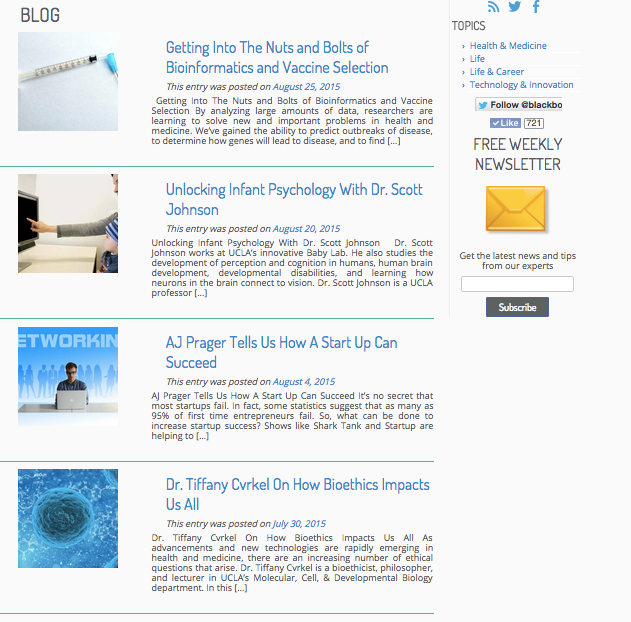 BLOG
Getting Into The Nuts and Bolts of
Bioinformatics and Vaccine Selection
This entry was posted on August 25, 2015
Getting Into The Nuts and Bolts of Bioinformatics and Vaccine
Selection By analyzing large amounts of data, researchers are
learning to solve new and important problems in health and
medicine. We've gained the ability to predict outbreaks of disease,
to determine how genes will lead to disease, and to find [...]
Unlocking Infant Psychology With Dr. Scott
Johnson
This entry was posted on August 20, 2015
Unlocking Infant Psychology With Dr. Scott Johnson Dr. Scott
Johnson works at UCLA's innovative Baby Lab. He also studies the
development of perception and cognition in humans, human brain
development, developmental disabilities, and learning how
neurons in the brain connect to vision. Dr. Scott Johnson is a UCLA
professor [...]
ETWORKIN
AJ Prager Tells Us How A Start Up Can
Succeed
This entry was posted on August 4, 2015
AJ Prager Tells Us How A Start Up Can Succeed It's no secret that
most startups fail. In fact, some statistics suggest that as many as
95% of first time entrepreneurs fail. So, what can be done to
increase startup success? Shows like Shark Tank and Startup are
helping to [...]
Dr. Tiffany Cvrkel On How Bioethics Impacts
Us All
This entry was posted on July 30, 2015
Dr. Tiffany Cvrkel On How Bioethics Impacts Us All As
advancements and new technologies are rapidly emerging in
health and medicine, there are an increasing number of ethical
questions that arise. Dr. Tiffany Cvrkel is a bioethicist, philosopher,
and lecturer in UCLA's Molecular, Cell, & Developmental Biology
department. In this [...]
TOPICS
› Health & Medicine
› Life
› Life & Career
› Technology & Innovation
Follow @blackbo
Like 721
FREE WEEKLY
NEWSLETTER
Get the latest news and tips
from our experts
Subscribe